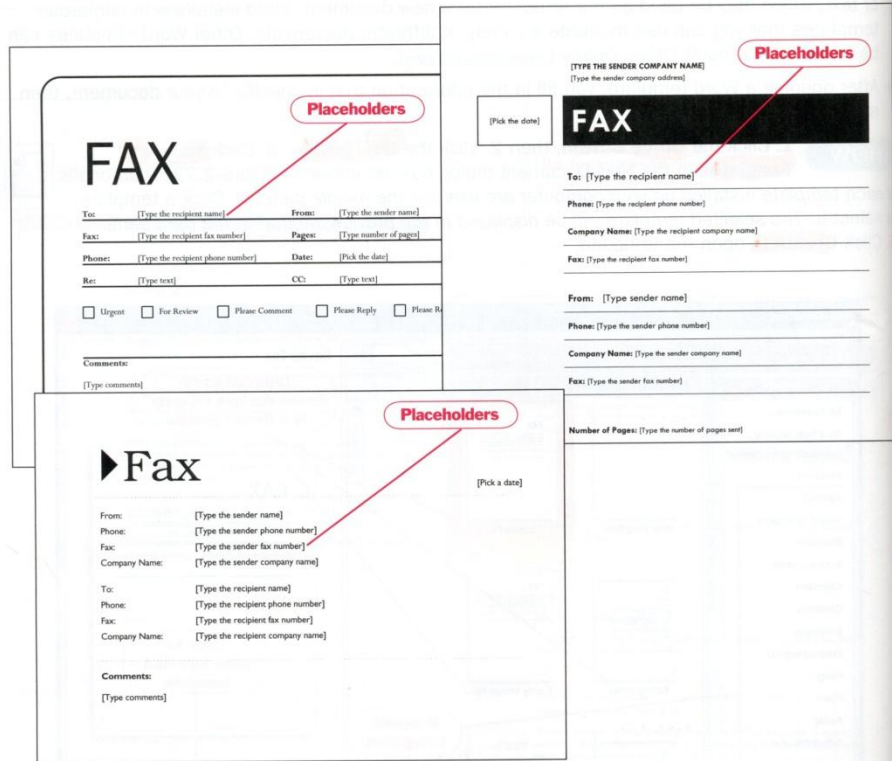 Placeholders
FAX
To: [Type the recipient name] From: [Type the sender name]
Fax: [Type the recipient fax number] Pages: [Type number of pages]
Phone: [Type the recipient phone number] Date: [Pick the date]
Re: [Type text] CC: [Type text]
Urgent For Review Please Comment Please Reply Please
Comments:
[Type comments]
Placeholders
[TYPE THE SENDER COMPANY NAME]
[Type the sender company address]
[Pick the date]
FAX
To: [Type the recipient name]
Phone: [Type the recipient phone number]
Company Name: [Type the recipient company name]
Fax: [Type the recipient fax number]
From: [Type sender name]
Phone: [Type the sender phone number]
Company Name: [Type the sender company name]
Fax: [Type the sender fax number]
Number of Pages: [Type the number of pages sent]
Placeholders
Fax
[Pick a date]
From: [Type the sender name]
Phone: [Type the sender phone number]
Fax: [Type the sender fax number]
Company Name: [Type the sender company name]
To: [Type the recipient name]
Phone: [Type the recipient phone number]
Fax: [Type the recipient fax number]
Company Name: [Type the recipient company name]
Comments:
[Type comments]